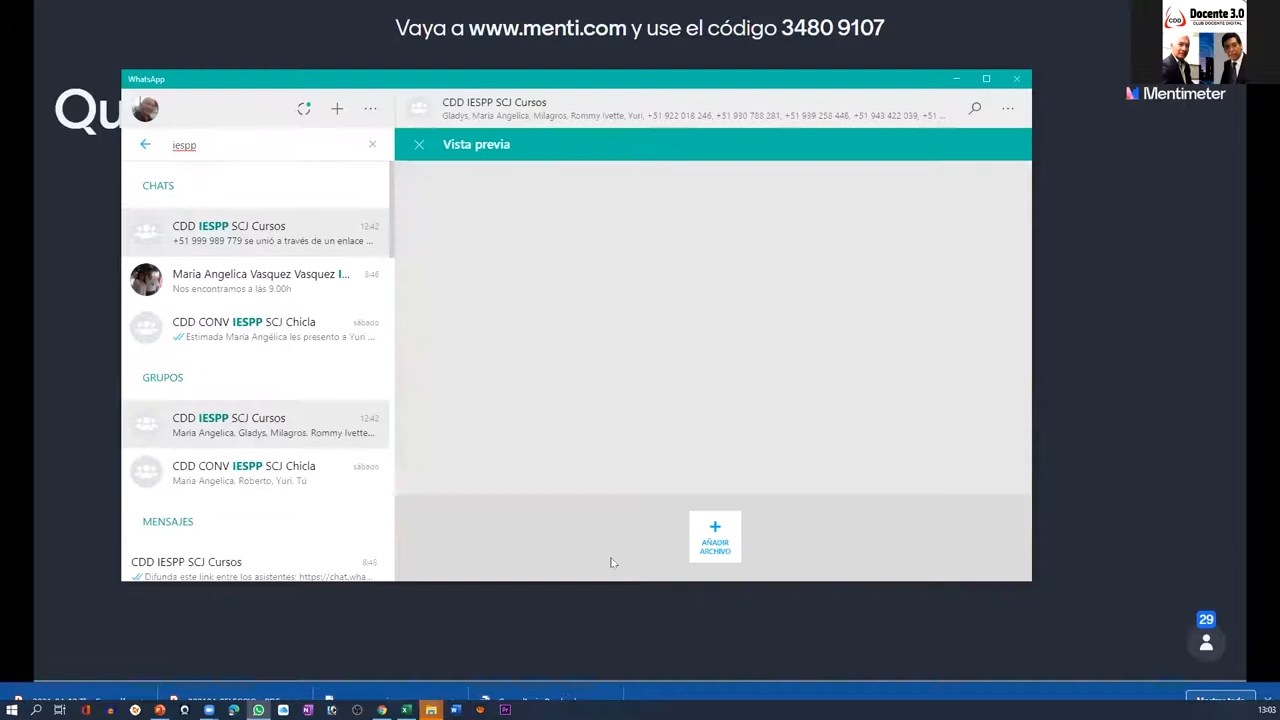 Vaya a www.menti.com y use el código 3480 9107
CDD
Docente 3.0
CLUB DOCENTE DIGITAL
Mentimeter
Qu
WhatsApp
CDD IESPP SCJ Cursos
Gladys, Maria Angelica, Milagros, Rommy Ivette, Yuri, +51 922 018 246, +51 930 788 281, +51 939 258 448, +51 943 422 039, +51 ...
iespp
Vista previa
CHATS
CDD IESPP SCJ Cursos 12:42
+51 999 989 779 se unió a través de un enlace ...
Maria Angelica Vasquez Vasquez I... 8:46
Nos encontramos a las 9.00h
CDD CONV IESPP SCJ Chicla sábado
Estimada María Angélica les presento a Yuri ...
GRUPOS
CDD IESPP SCJ Cursos 12:42
Maria Angelica, Gladys, Milagros, Rommy Ivette...
CDD CONV IESPP SCJ Chicla sábado
Maria Angelica, Roberto, Yuri, Tú
MENSAJES
CDD IESPP SCJ Cursos 8:46
Difunda este link entre los asistentes: https://chat.wha...
AÑADIR
ARCHIVO
29
13:03